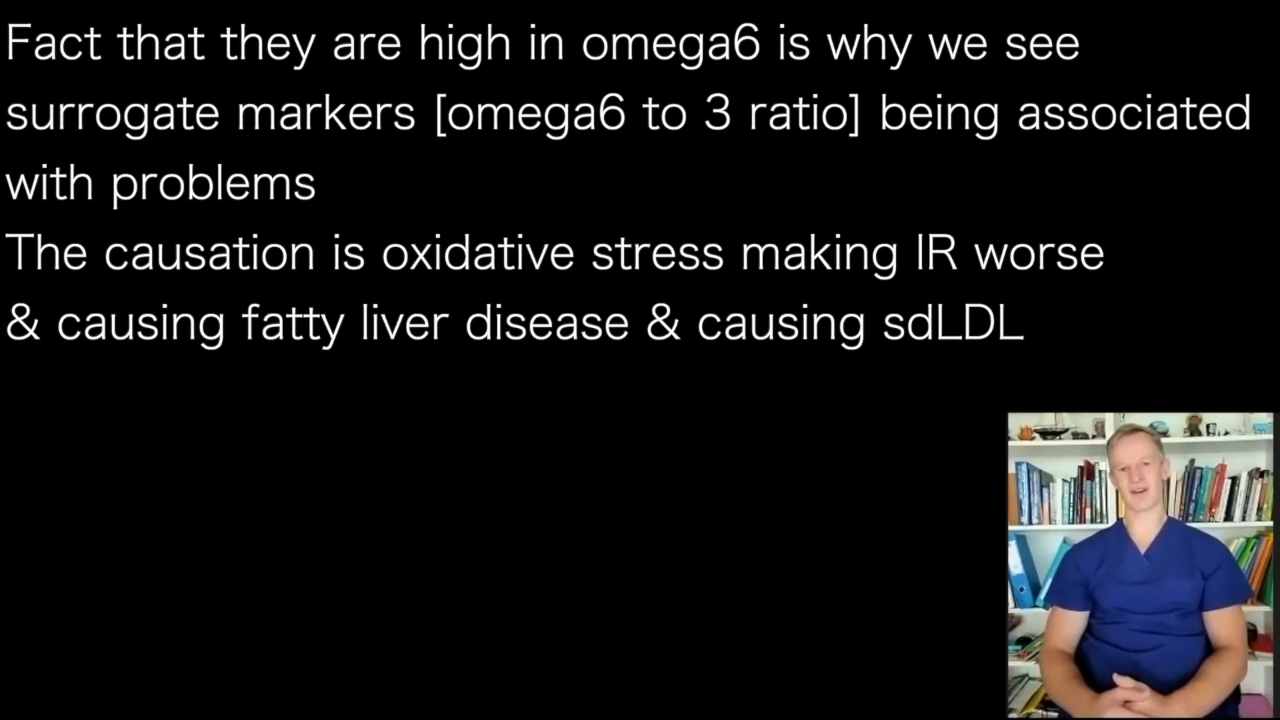 Fact that they are high in omega6 is why we see
surrogate markers [omega6 to 3 ratio] being associated
with problems
The causation is oxidative stress making IR worse
& causing fatty liver disease & causing sdLDL